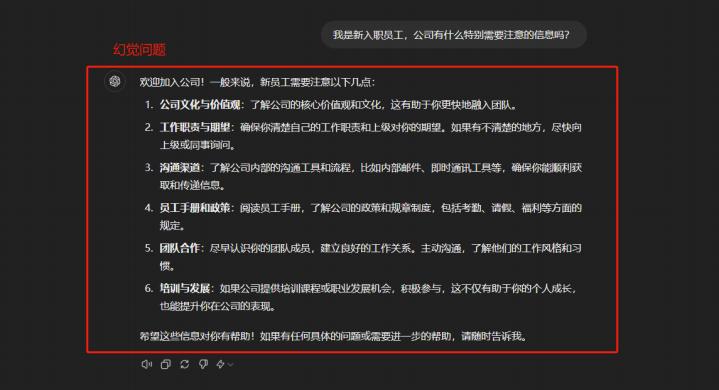 我是新入职员工，公司有什么特别需要注意的信息吗？
幻觉问题
欢迎加入公司！一般来说，新员工需要注意以下几点：
1. 公司文化与价值观：了解公司的核心价值观和文化，这有助于你更快地融入团队。
2. 工作职责与期望：确保你清楚自己的工作职责和上级对你的期望。如果有不清楚的地方，尽快向
上级或同事询问。
3. 沟通渠道：了解公司内部的沟通工具和流程，比如内部邮件、即时通讯工具等，确保你能顺利获
取和传递信息。
4. 员工手册和政策：阅读员工手册，了解公司的政策和规章制度，包括考勤、请假、福利等方面的
规定。
5. 团队合作：尽早认识你的团队成员，建立良好的工作关系。主动沟通，了解他们的工作风格和习
惯。
6. 培训与发展：如果公司提供培训课程或职业发展机会，积极参与，这不仅有助于你的个人成长，
也能提升你在公司的表现。
希望这些信息对你有帮助！如果有任何具体的问题或需要进一步的帮助，请随时告诉我。